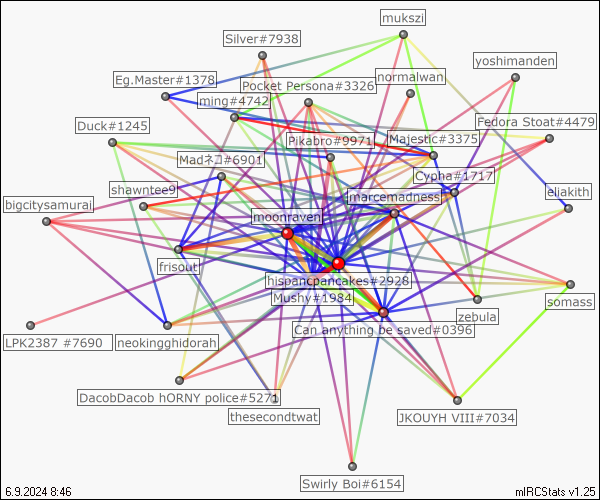 mukszi
Silver#7938
yoshimanden
Eg.Master#1378
Pocket Persona#3326
normalwan
ming#4742
Fedora Stoat#4479
Duck#1245
Pikabro#9971
Majestic#3375
Madネコ#6901
Cypha#1717
shawntee9
marcemadness
eliakith
bigcitysamurai
moonraven
frisout
hispancpancakes#2928
Mushy#1984
somass
zebula
Can anything be saved#0396
LPK2387 #7690
neokingghidorah
DacobDacob hORNY police#5271
thesecondtwat
JKOUYH VIII#7034
Swirly Boi#6154
6.9.2024 8:46
mIRCStats v1.25